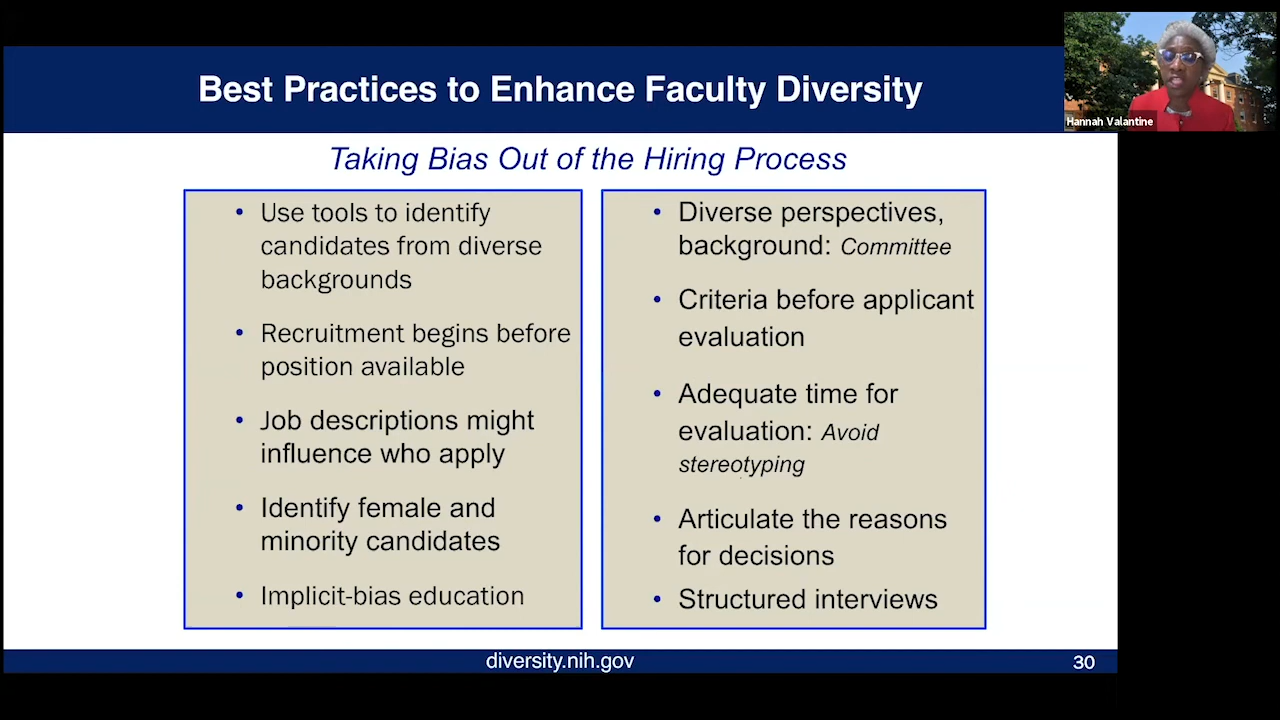 Best Practices to Enhance Faculty Diversity
Hannah Valantine
Taking Bias Out of the Hiring Process
• Use tools to identify
candidates from diverse
backgrounds
• Recruitment begins before
position available
• Job descriptions might
influence who apply
• Identify female and
minority candidates
• Implicit-bias education
• Diverse perspectives,
background: Committee
• Criteria before applicant
evaluation
• Adequate time for
evaluation: Avoid
stereotyping
• Articulate the reasons
for decisions
• Structured interviews
diversity.nih.gov
30